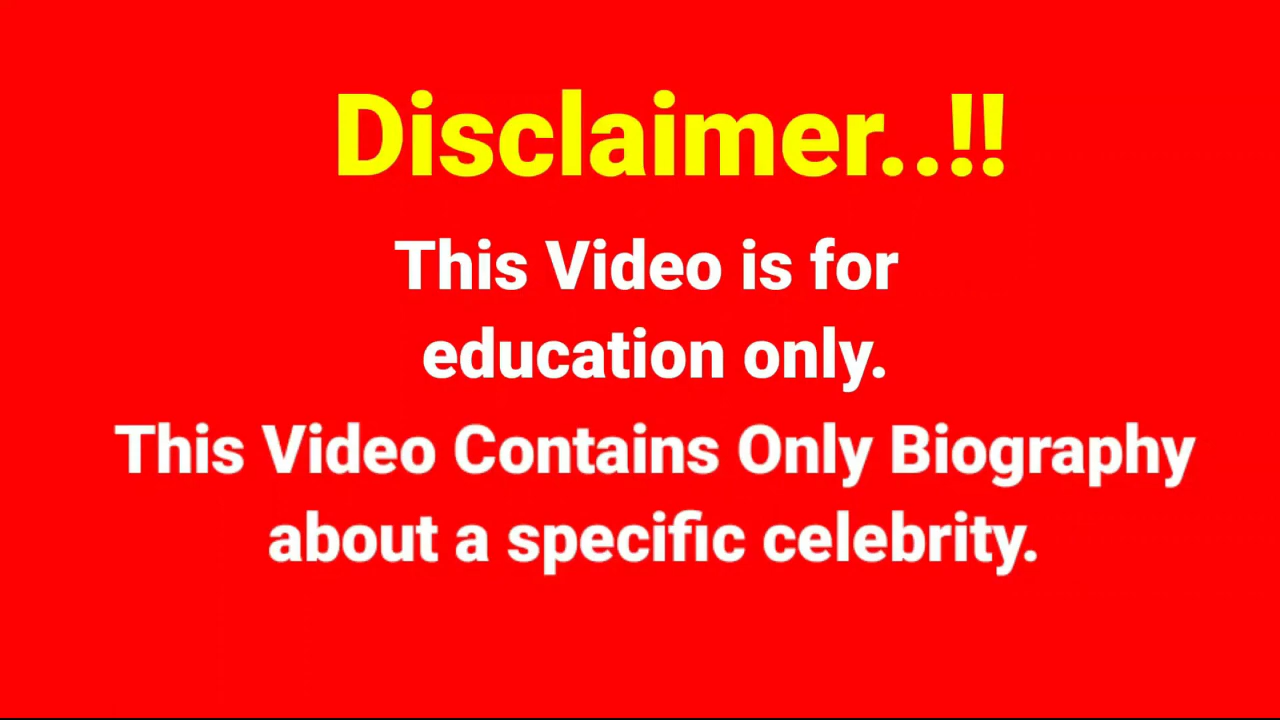 Disclaimer..!!
This Video is for
education only.
This Video Contains Only Biography
about a specific celebrity.